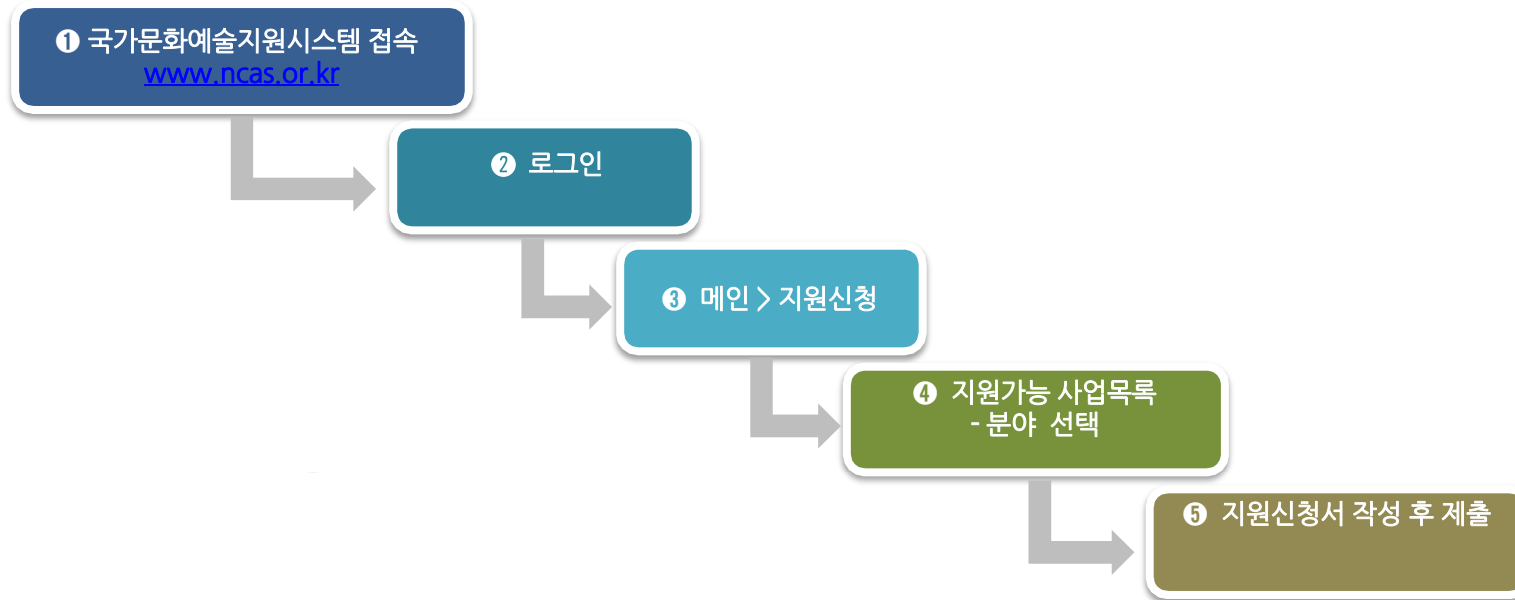 ❶ 국가문화예술지원시스템 접속
www.ncas.or.kr
❷ 로그인
❸ 메인 > 지원신청
❹ 지원가능 사업목록
- 분야 선택
❺ 지원신청서 작성 후 제출